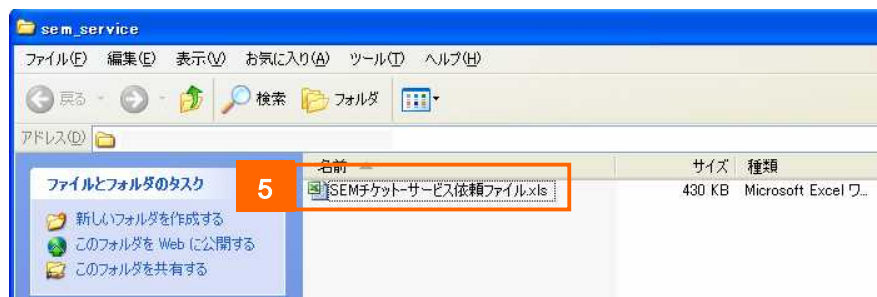 sem_service
ファイル(F) 編集(E) 表示(V) お気に入り(A) ツール(T) ヘルプ(H)
戻る 検索 フォルダ
アドレス(D)
名前 サイズ 種類
5 SEMチケットーサービス依頼ファイル.xls 430 KB Microsoft Excel ワ...
ファイルとフォルダのタスク
新しいフォルダを作成する
このフォルダを Web に公開する
このフォルダを共有する